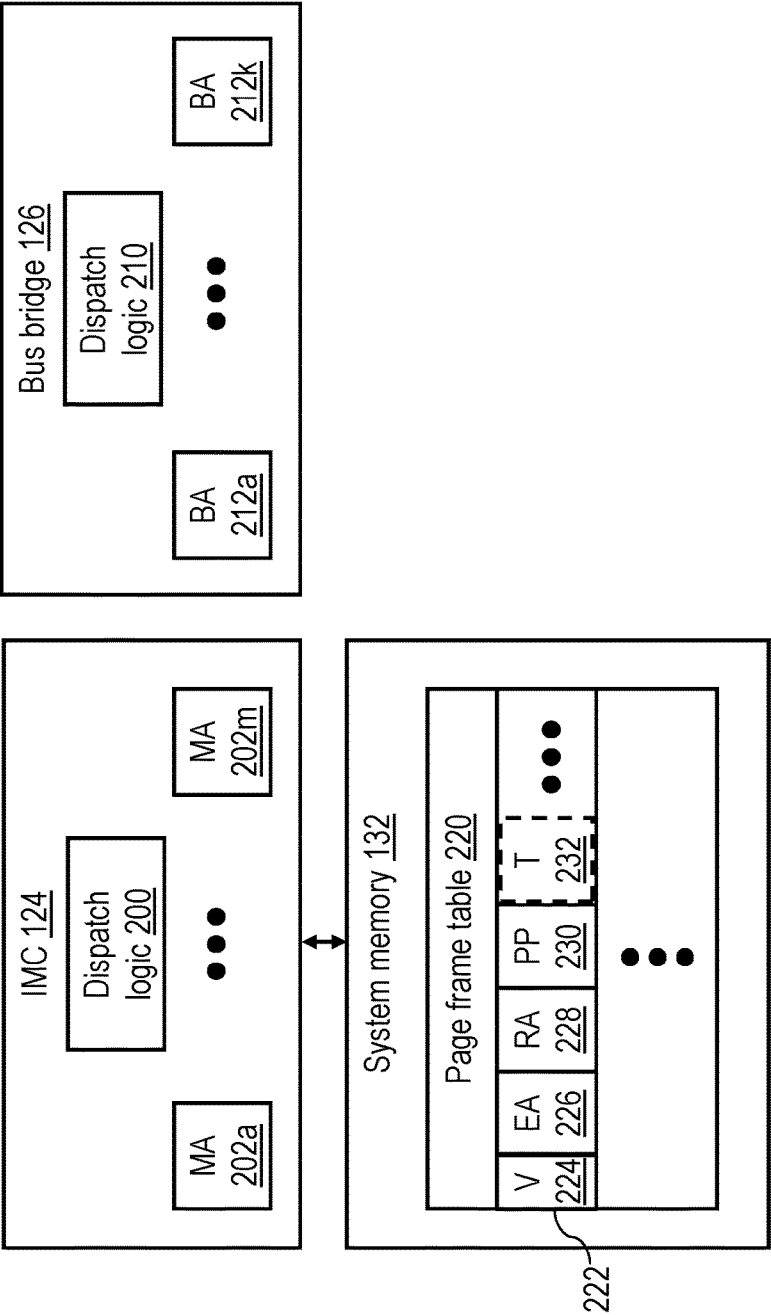 IMC 124
Dispatch
logic 200
MA
202a
MA
202m
Bus bridge 126
Dispatch
logic 210
BA
212a
BA
212k
System memory 132
Page frame table 220
V
224
EA
226
RA
228
PP
230
T
232
222